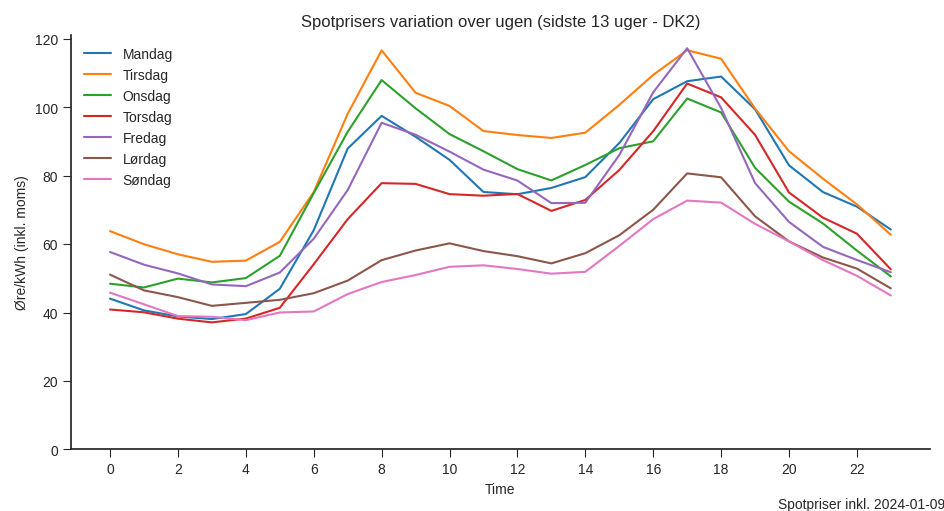 Spotprisers variation over ugen (sidste 13 uger - DK2)
120
100
80
60
40
20
0
Øre/kWh (inkl. moms)
Mandag
Tirsdag
Onsdag
Torsdag
Fredag
Lørdag
Søndag
0 2 4 6 8 10 12 14 16 18 20 22
Time
Spotpriser inkl. 2024-01-09